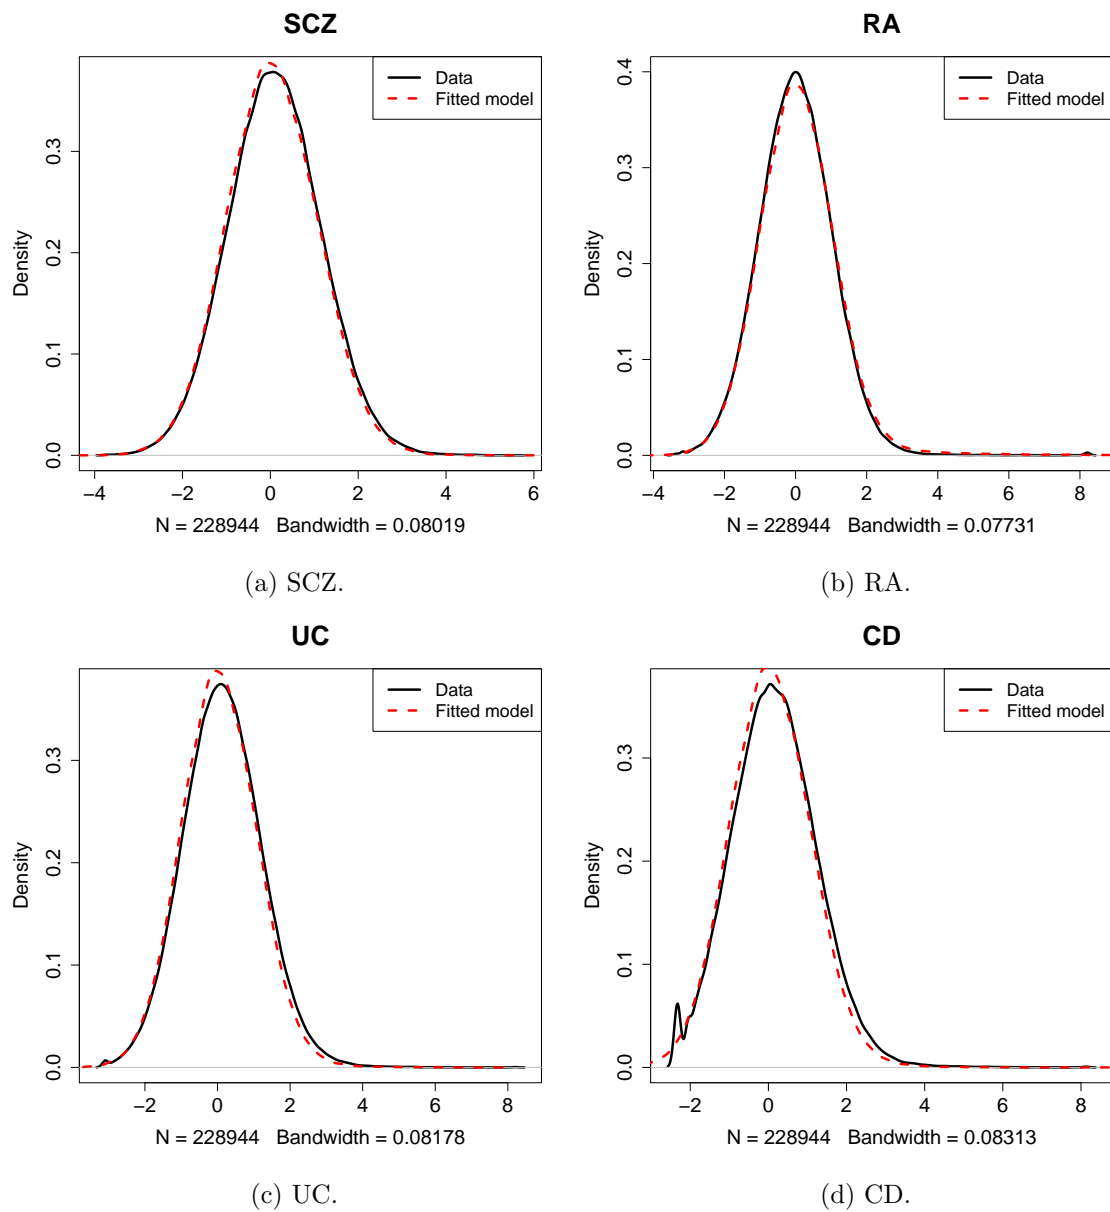 SCZ
Data
Fitted model
Density
0.0
0.1
0.2
0.3
−4 −2 0 2 4 6
N = 228944 Bandwidth = 0.08019
(a) SCZ.
RA
Data
Fitted model
Density
0.0
0.1
0.2
0.3
0.4
−4 −2 0 2 4 6 8
N = 228944 Bandwidth = 0.07731
(b) RA.
UC
Data
Fitted model
Density
0.0
0.1
0.2
0.3
−2 0 2 4 6 8
N = 228944 Bandwidth = 0.08178
(c) UC.
CD
Data
Fitted model
Density
0.0
0.1
0.2
0.3
−2 0 2 4 6 8
N = 228944 Bandwidth = 0.08313
(d) CD.